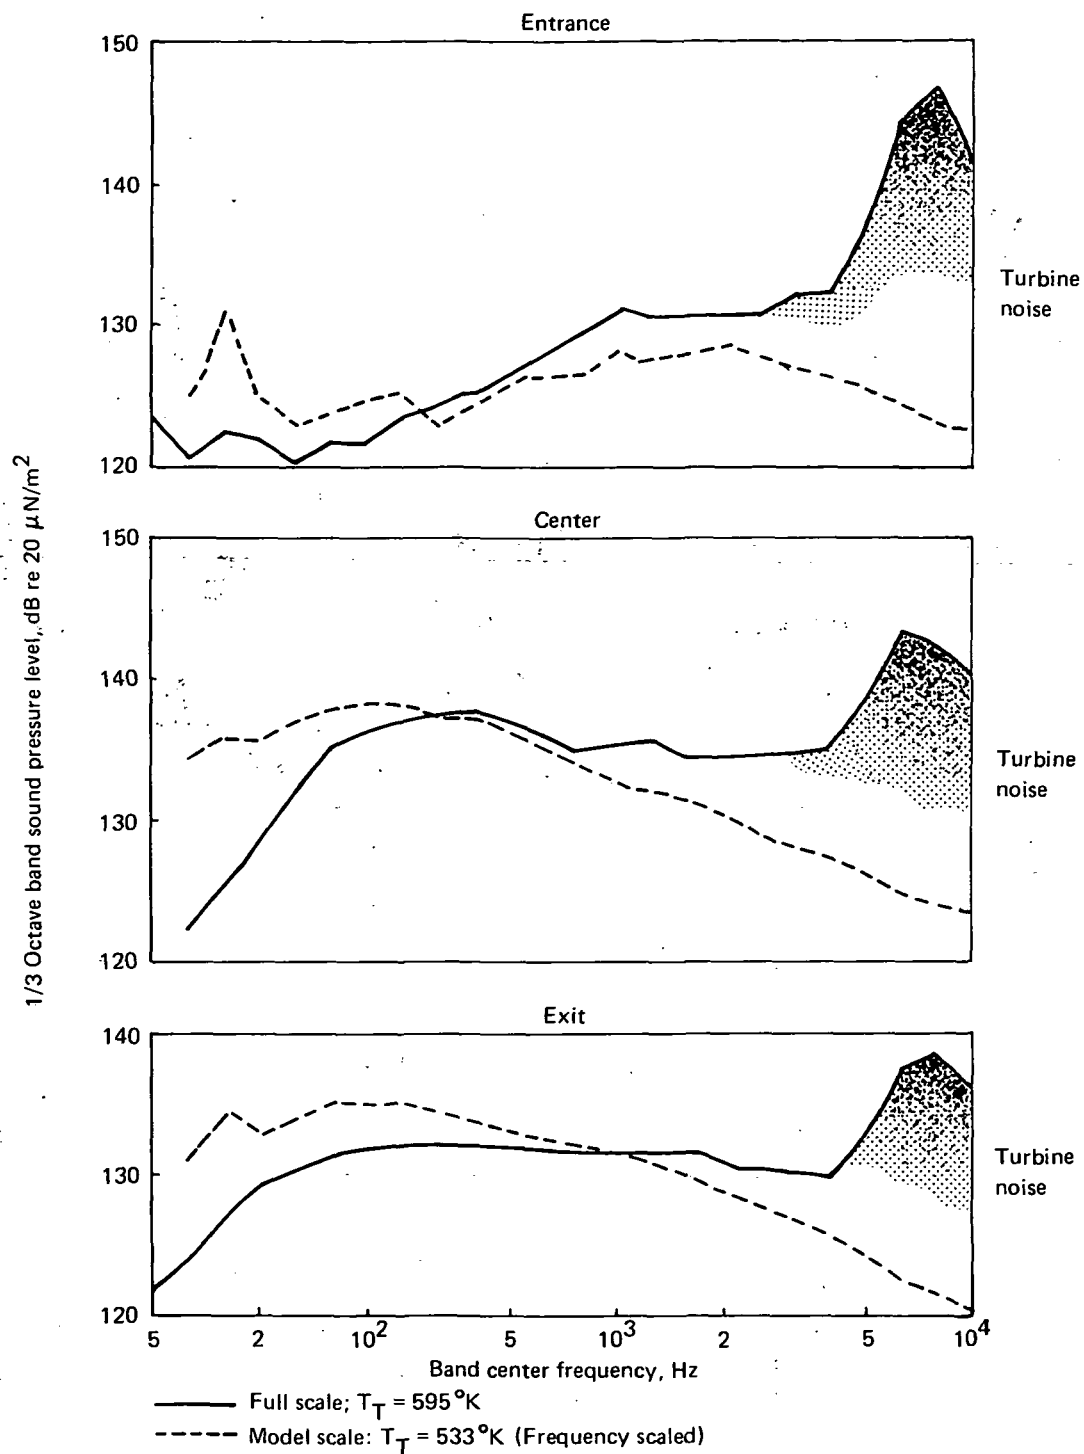 Entrance
150
140
130
120
Turbine
noise
Center
150
140
130
120
Turbine
noise
1/3 Octave band sound pressure level, dB re 20 μN/m²
Exit
140
130
120
Turbine
noise
5 2 10² 5 10³ 2 5 10⁴
Band center frequency, Hz
Full scale; T_T = 595°K
Model scale: T_T = 533°K (Frequency scaled)